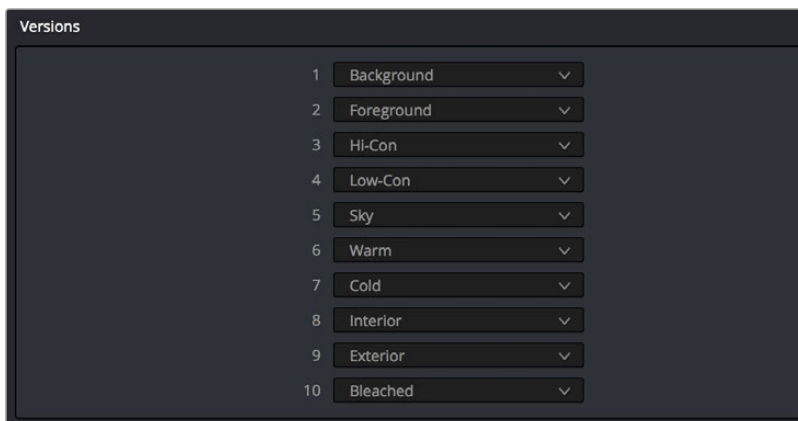 Versions
1 Background
2 Foreground
3 Hi-Con
4 Low-Con
5 Sky
6 Warm
7 Cold
8 Interior
9 Exterior
10 Bleached